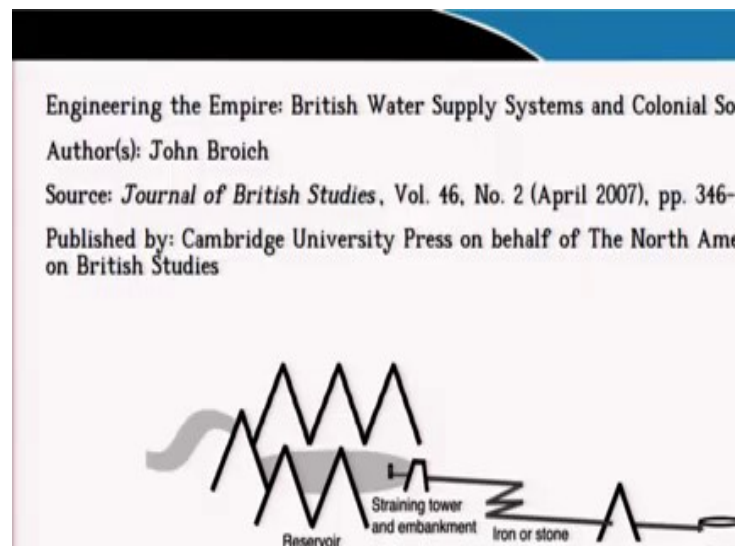 Engineering the Empire: British Water Supply Systems and Colonial So
Author(s): John Broich
Source: Journal of British Studies, Vol. 46, No. 2 (April 2007), pp. 346-
Published by: Cambridge University Press on behalf of The North Ame
on British Studies
Straining tower
and embankment
Reservoir
Iron or stone